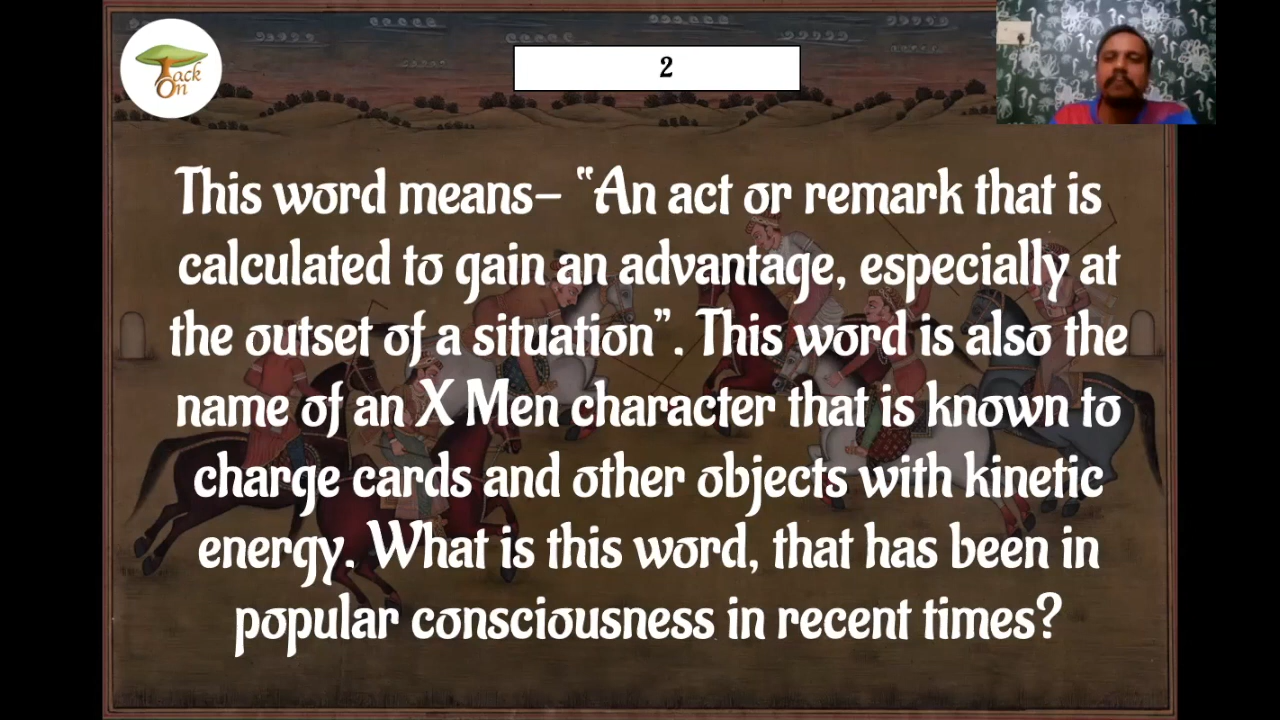 Tack
On
2
This word means– "An act or remark that is
calculated to gain an advantage, especially at
the outset of a situation". This word is also the
name of an X Men character that is known to
charge cards and other objects with kinetic
energy. What is this word, that has been in
popular consciousness in recent times?